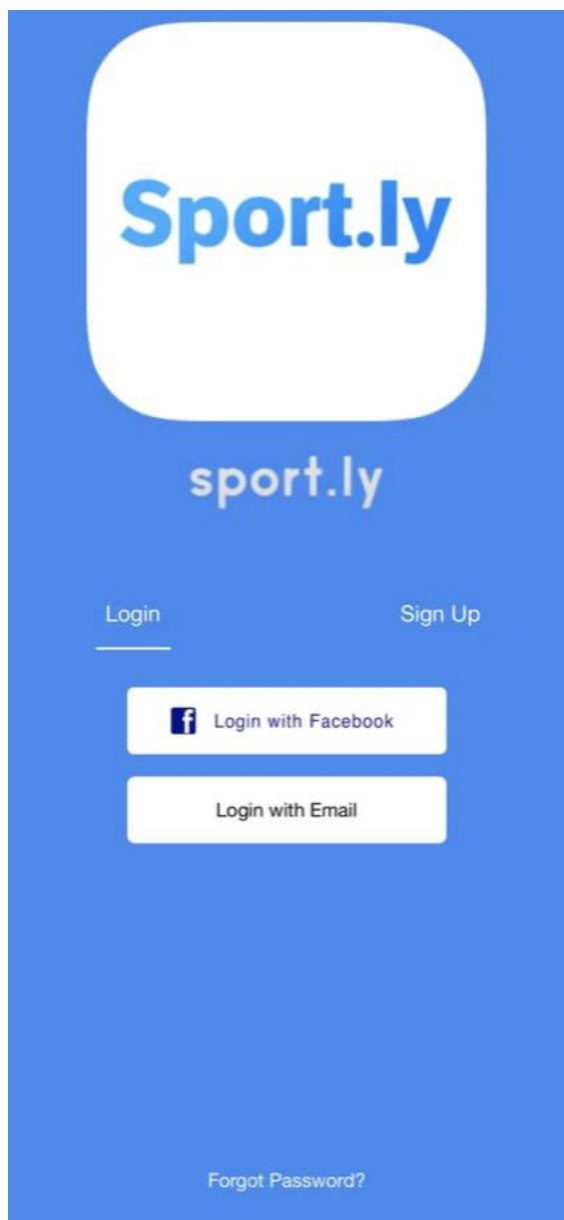 Sport.ly
sport.ly
Login Sign Up
Login with Facebook
Login with Email
Forgot Password?